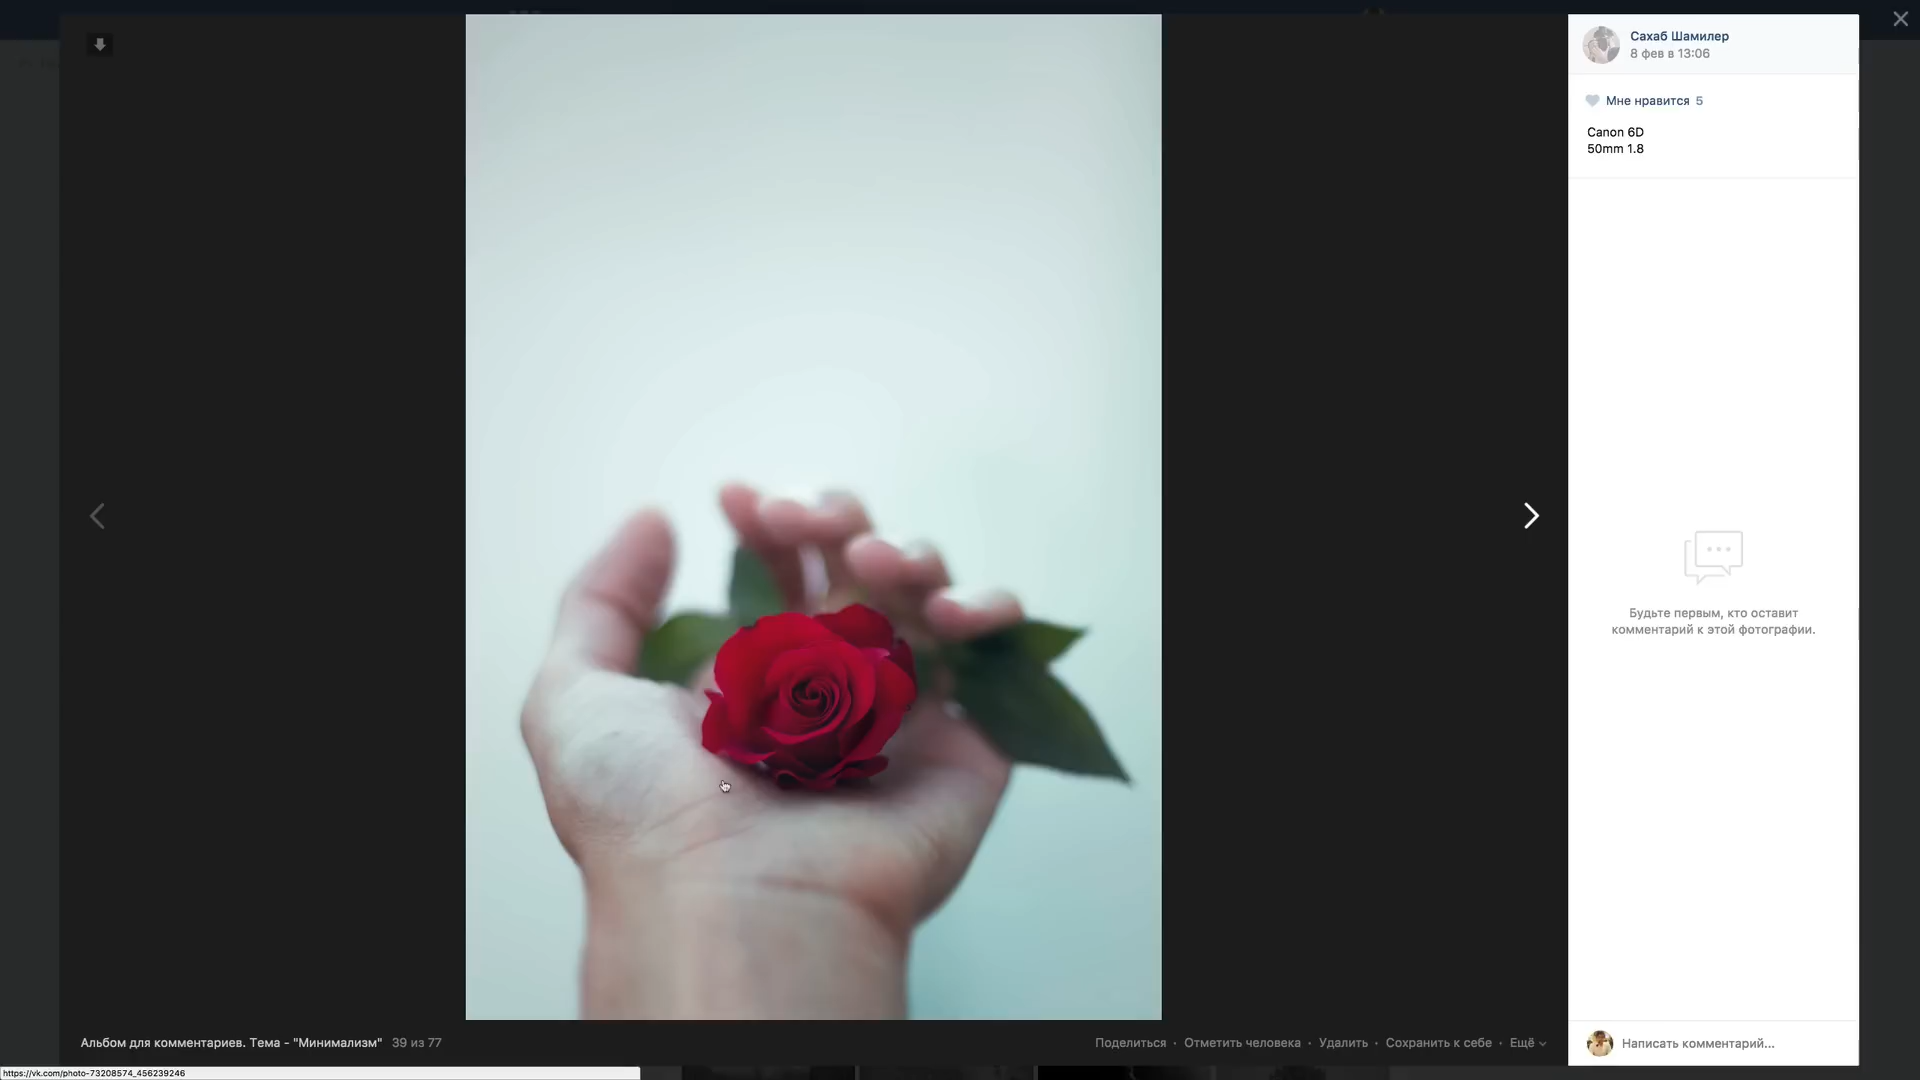 Сахаб Шамилер
8 фев в 13:06
Мне нравится 5
Canon 6D
50mm 1.8
Будьте первым, кто оставит
комментарий к этой фотографии.
Альбом для комментариев. Тема - "Минимализм" 39 из 77
Поделиться · Отметить человека · Удалить · Сохранить к себе · Ещё
Написать комментарий...
https://vk.com/photo-73208574_456239246